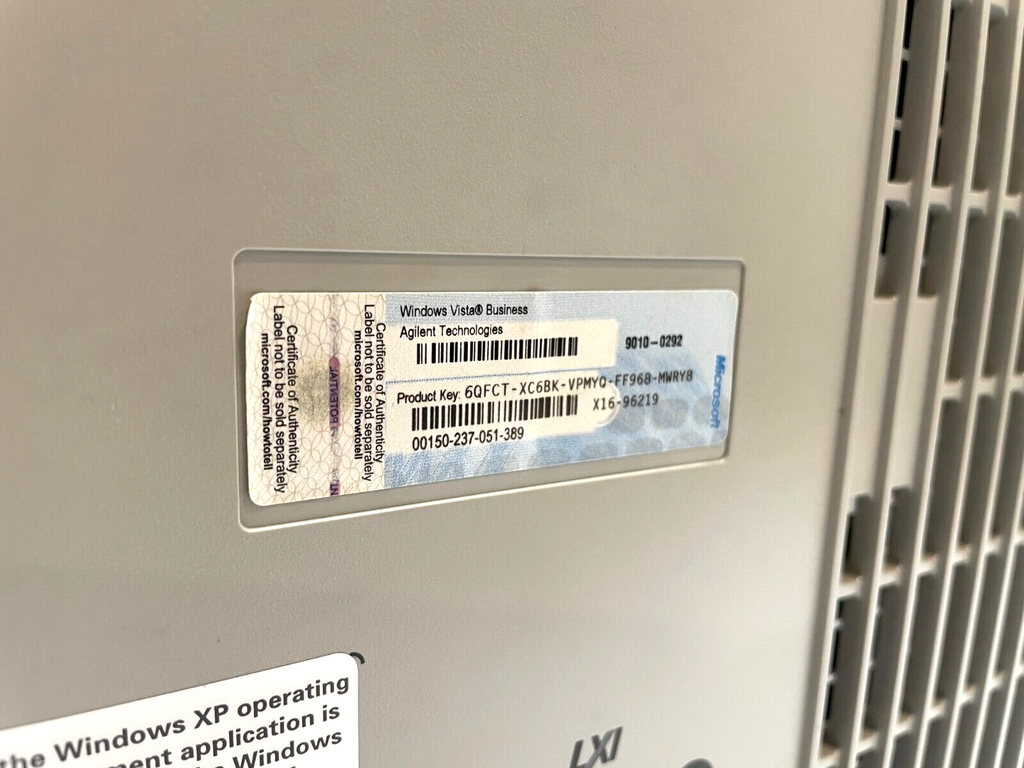 Certificate of Authenticity
Label not to be sold separately
microsoft.com/howtotell
Certificate of Authenticity
Label not to be sold separately
microsoft.com/howtotell
Windows Vista® Business
Agilent Technologies
9010-0292
Product Key: 6QFCT-XC6BK-VPMYQ-FF968-MWRY8
X16-96219
00150-237-051-389
Microsoft
the Windows XP operating
ment application is
Windows
LXI